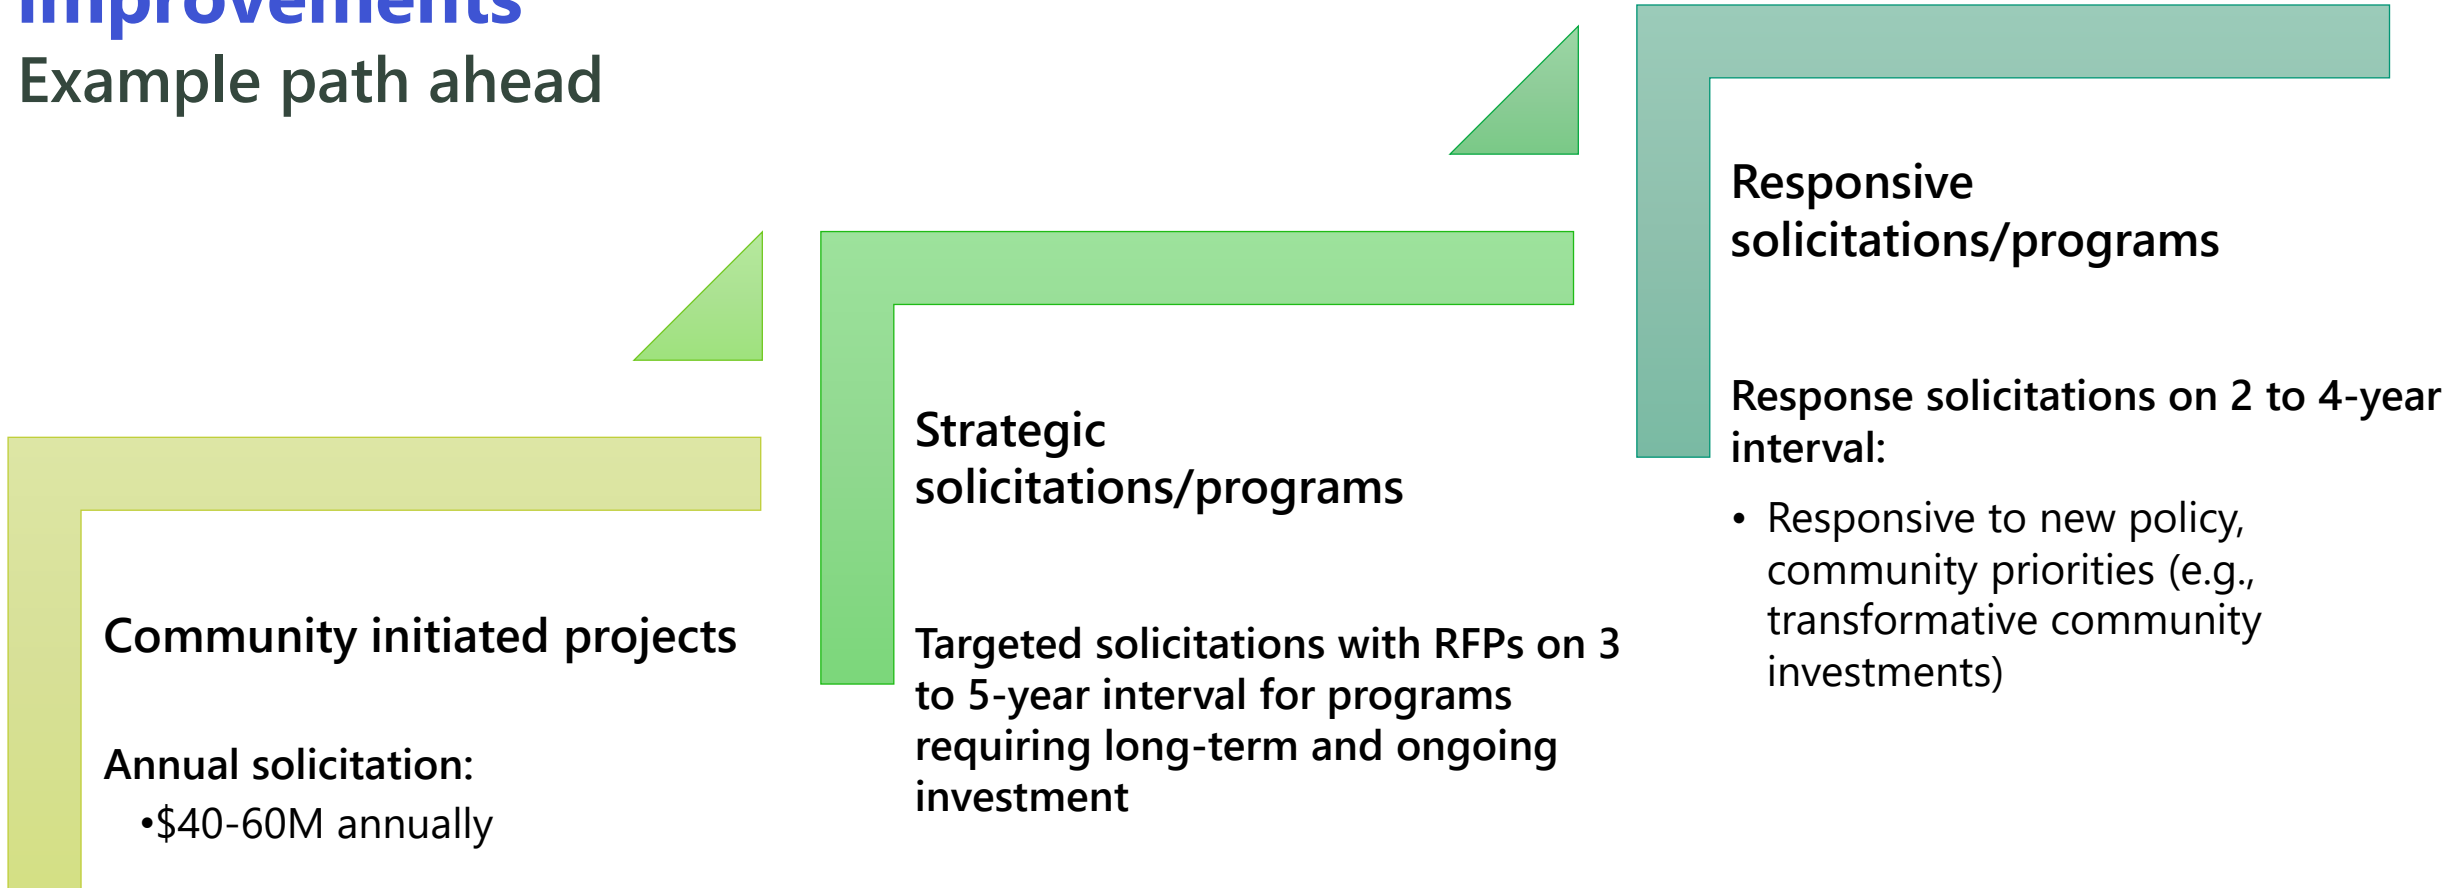 Improvements
Example path ahead
Community initiated projects
Annual solicitation:
•$40-60M annually
Strategic
solicitations/programs
Targeted solicitations with RFPs on 3
to 5-year interval for programs
requiring long-term and ongoing
investment
Responsive
solicitations/programs
Response solicitations on 2 to 4-year
interval:
• Responsive to new policy,
community priorities (e.g.,
transformative community
investments)